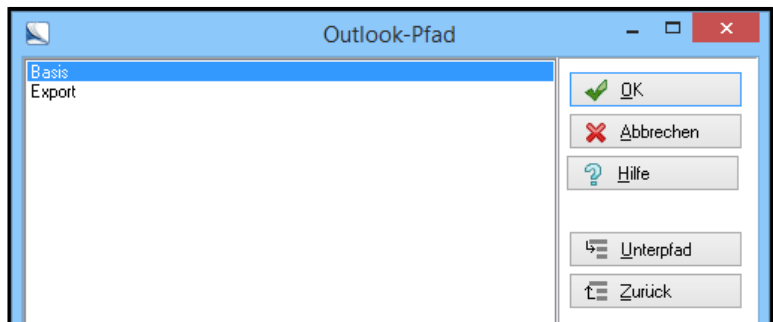 Outlook-Pfad
Basis
Export
OK
Abbrechen
Hilfe
Unterpfad
Zurück